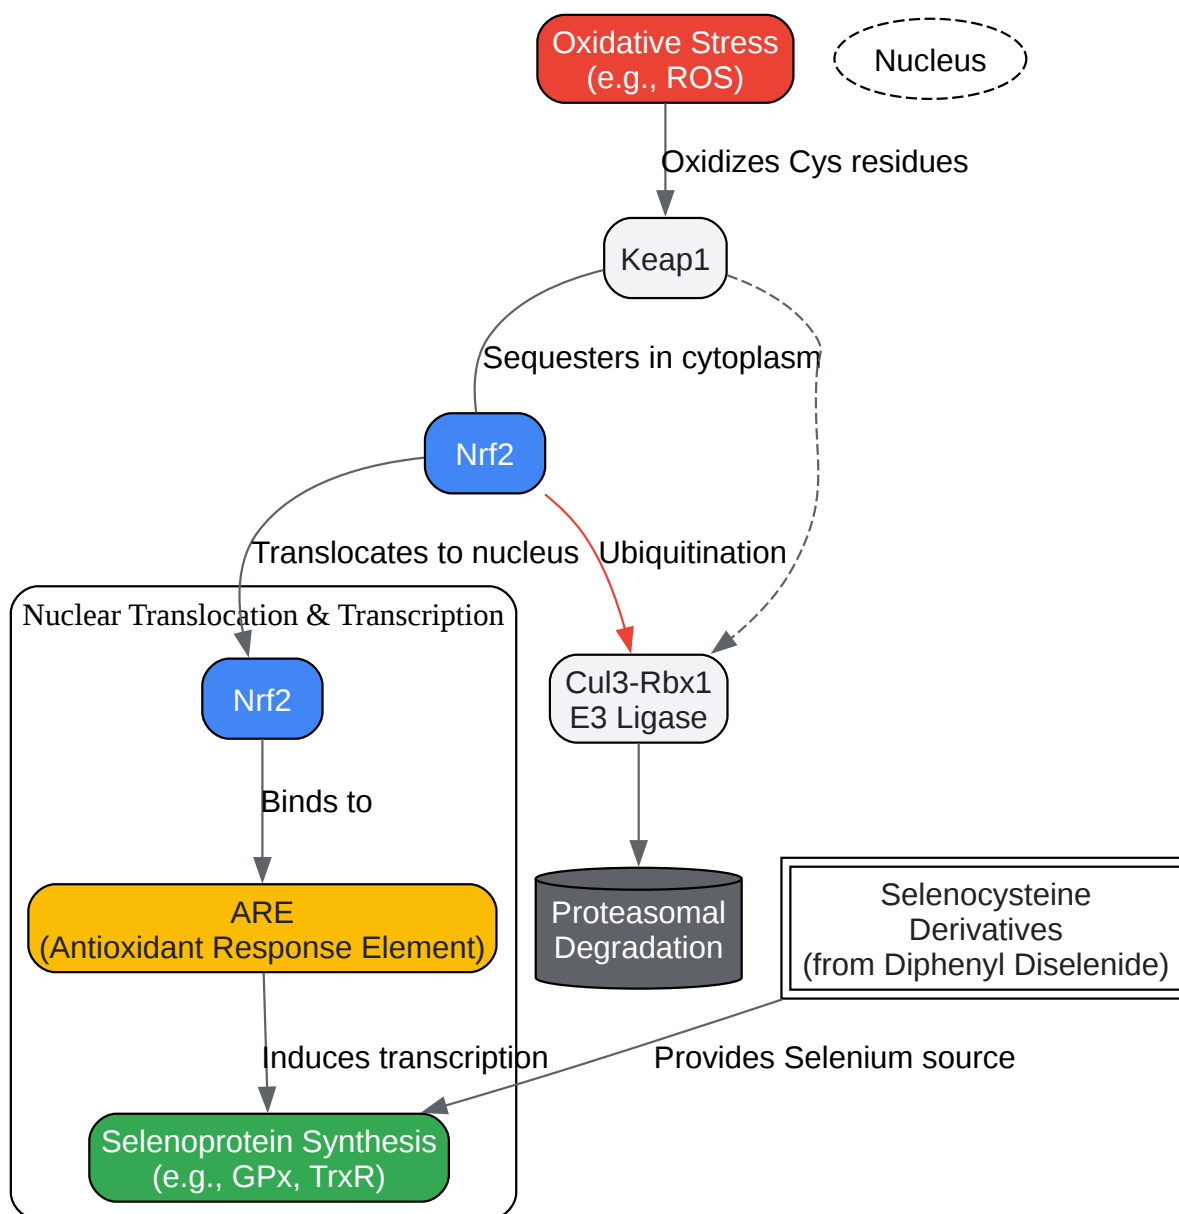 Oxidative Stress
(e.g., ROS)
Nucleus
Oxidizes Cys residues
Keap1
Sequesters in cytoplasm
Nrf2
Translocates to nucleus
Ubiquitination
Nuclear Translocation & Transcription
Nrf2
Cul3-Rbx1
E3 Ligase
Binds to
ARE
(Antioxidant Response Element)
Proteasomal
Degradation
Selenocysteine
Derivatives
(from Diphenyl Diselenide)
Induces transcription
Provides Selenium source
Selenoprotein Synthesis
(e.g., GPx, TrxR)